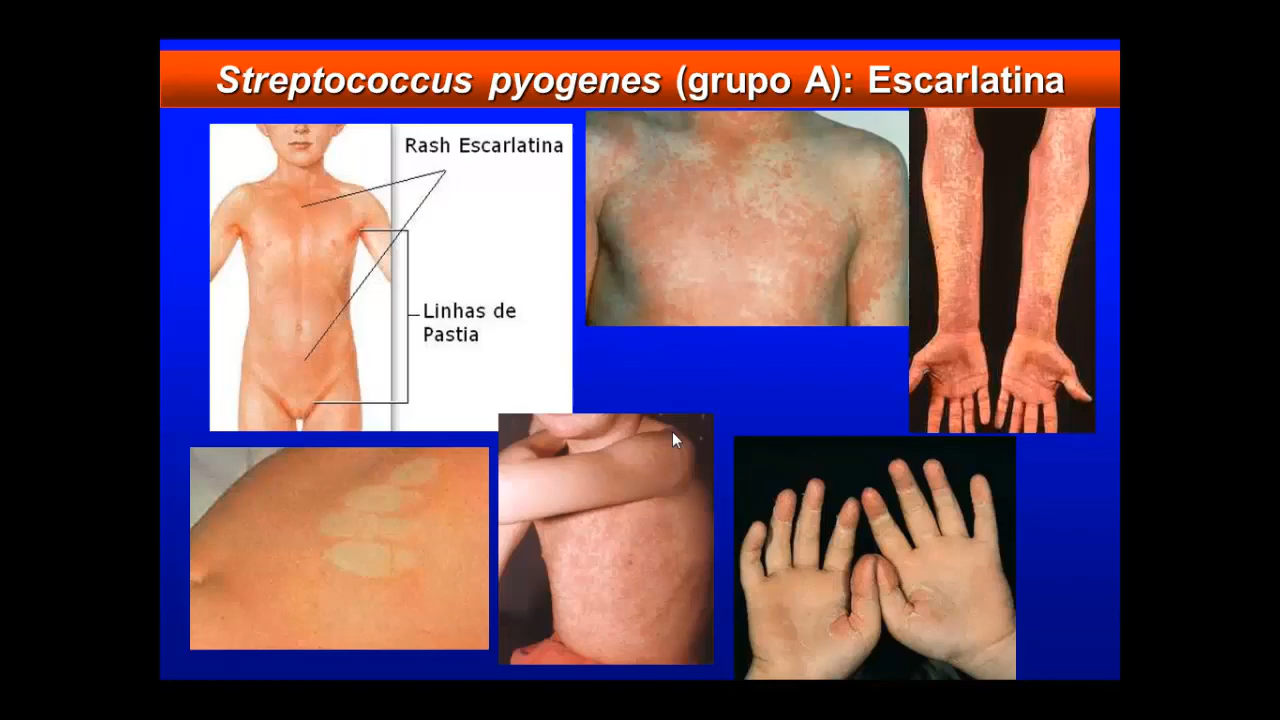 Streptococcus pyogenes (grupo A): Escarlatina
Rash Escarlatina
Linhas de
Pastia